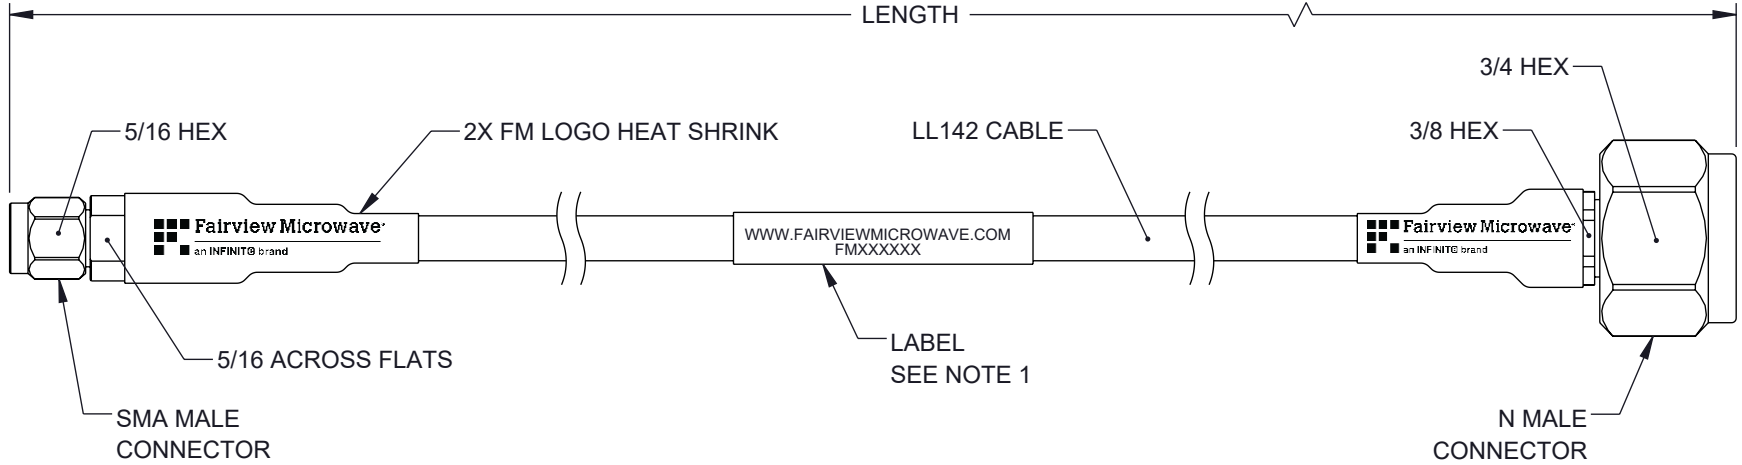 LENGTH
3/4 HEX
5/16 HEX
2X FM LOGO HEAT SHRINK
LL142 CABLE
3/8 HEX
Fairview Microwave
an INFINIT@ brand
WWW.FAIRVIEWMICROWAVE.COM
FMXXXXXX
Fairview Microwave
an INFINIT@ brand
LABEL
SEE NOTE 1
5/16 ACROSS FLATS
SMA MALE
CONNECTOR
N MALE
CONNECTOR